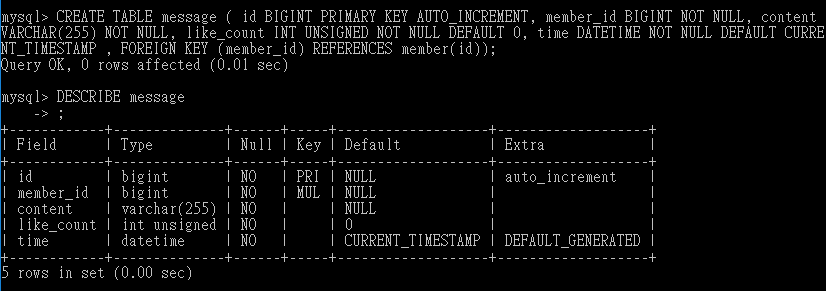 mysql> CREATE TABLE message ( id BIGINT PRIMARY KEY AUTO_INCREMENT, member_id BIGINT NOT NULL, content
VARCHAR(255) NOT NULL, like_count INT UNSIGNED NOT NULL DEFAULT 0, time DATETIME NOT NULL DEFAULT CURRE
NT_TIMESTAMP , FOREIGN KEY (member_id) REFERENCES member(id));
Query OK, 0 rows affected (0.01 sec)

mysql> DESCRIBE message
    -> ;
+------------+--------------+------+-----+-------------------+-------------------+
| Field      | Type         | Null | Key | Default           | Extra             |
+------------+--------------+------+-----+-------------------+-------------------+
| id         | bigint       | NO   | PRI | NULL              | auto_increment    |
| member_id  | bigint       | NO   | MUL | NULL              |                   |
| content    | varchar(255) | NO   |     | NULL              |                   |
| like_count | int unsigned | NO   |     | 0                 |                   |
| time       | datetime     | NO   |     | CURRENT_TIMESTAMP | DEFAULT_GENERATED |
+------------+--------------+------+-----+-------------------+-------------------+
5 rows in set (0.00 sec)